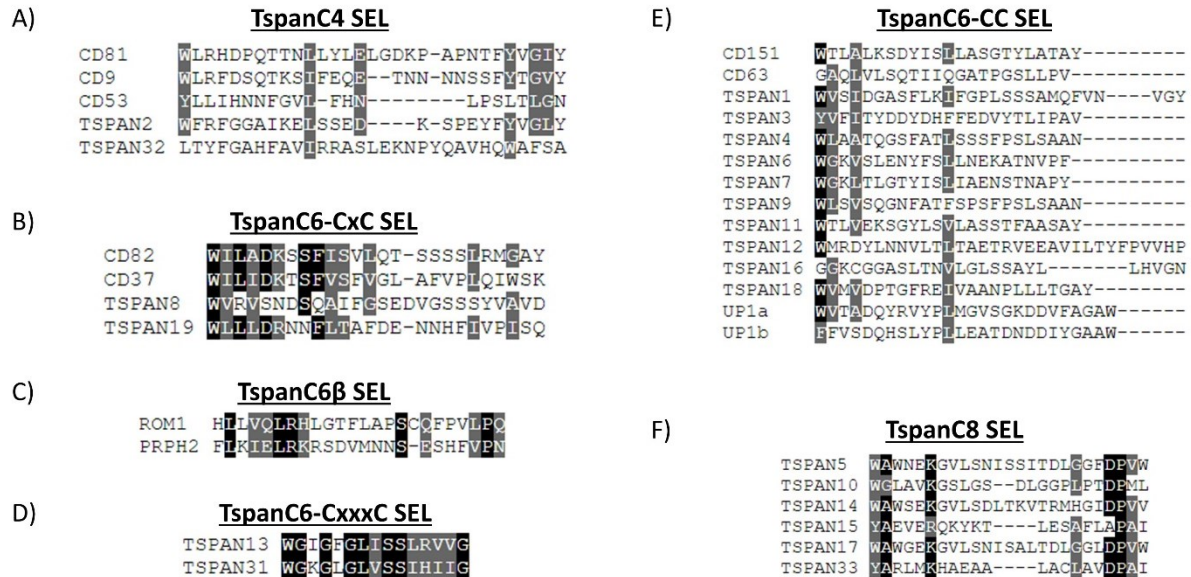 A)
TspanC4 SEL
CD81 WLRHDPQTTNLLYLELGDKP-APNTFYVGIY
CD9 WLRFDSQTKSIFEQE--TNN-NNSSFYTGVY
CD53 YLLIHNNFGVL-FHN--------LPSLTLGN
TSPAN2 WFRFGGAIKELSSED----K-SPEYFYVGLY
TSPAN32 LTYFGAHFAVIRRASLEKNPYQAVHQWAFSA
B)
TspanC6-CxC SEL
CD82 WILADKSSFISVLQT-SSSSLRMGAY
CD37 WILIDKTSFVSFVGL-AFVPLQIWSK
TSPAN8 WVRVSNDSQAIFGSEDVGSSSYVAVD
TSPAN19 WLLLDRNNFLTAFDE-NNHFIVPISQ
C)
TspanC6β SEL
ROM1 HLLVQLRHLGTFLAPSCQFPVLPQ
PRPH2 FLKIELRKRSDVMNNS-ESHFVPN
D)
TspanC6-CxxxC SEL
TSPAN13 WGIGFGLISSLRVVG
TSPAN31 WGKGLGLVSSIHIIG
E)
TspanC6-CC SEL
CD151 WTLALKSDYISLLASGTYLATAY---------
CD63 GAQLVLSQTIIQGATPGSLLPV----------
TSPAN1 WVSIDGASFLKIFGPLSSSAMQFVN----VGY
TSPAN3 YVFITYDDYDHFFEDVYTLIPAV---------
TSPAN4 WLAATQGSFATLSSSFPSLSAAN---------
TSPAN6 WGKVSLENYFSLLNEKATNVPF----------
TSPAN7 WGKLTLGTYISLIAENSTNAPY----------
TSPAN9 WLSVSQGNFATFSPSFPSLSAAN---------
TSPAN11 WTLVEKSGYLSVLASSTFAASAY---------
TSPAN12 WMRDYLNNVLTLTAETRVEEAVILTYFPVVHP
TSPAN16 GGKCGGASLTNVLGLSSAYL-------LHVGN
TSPAN18 WVMVDPTGFREIVAANPLLLTGAY--------
UP1a WVTADQYRVYPLMGVSGKDDVFAGAW------
UP1b FFVSDQHSLYPLLEATDNDDIYGAAW------
F)
TspanC8 SEL
TSPAN5 WAWNEKGVLSNISSITDLGGFDPVW
TSPAN10 WGLAVKGSLGS--DLGGPLPTDPML
TSPAN14 WAWSEKGVLSDLTKVTRMHGIDPVV
TSPAN15 YAEVERQKYKT----LESAFLAPAI
TSPAN17 WAWGEKGVLSNISALTDLGGLDPVW
TSPAN33 YARLMKHAEAA----LACLAVDPAI